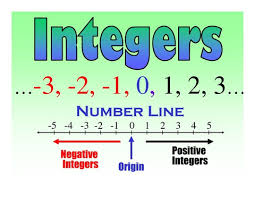 Integers
...-3, -2, -1, 0, 1, 2, 3...
NUMBER LINE
-5 -4 -3 -2 -1 0 1 2 3 4 5
Negative Integers
Origin
Positive Integers